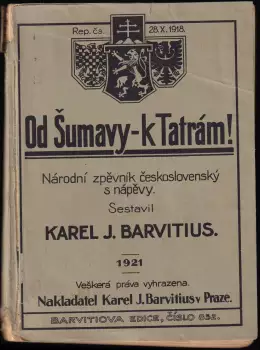 Rep. čs. 28.X.1918.
Od Šumavy-k Tatrám!
Národní zpěvník československý
s nápěvy.
Sestavil
KAREL J. BARVITIUS.
1921
Veškerá práva vyhrazena.
Nakladatel Karel J. Barvitius v Praze.
BARVITIOVA EDICE, ČÍSLO 632.